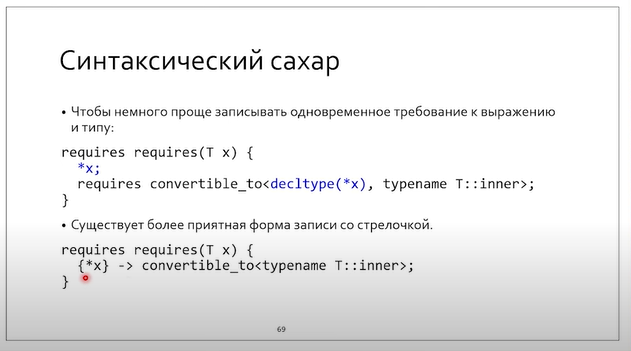 Синтаксический сахар
• Чтобы немного проще записывать одновременное требование к выражению
и типу:
requires requires(T x) {
*x;
requires convertible_to<decltype(*x), typename T::inner>;
}
• Существует более приятная форма записи со стрелочкой.
requires requires(T x) {
{*x} -> convertible_to<typename T::inner>;
}
69